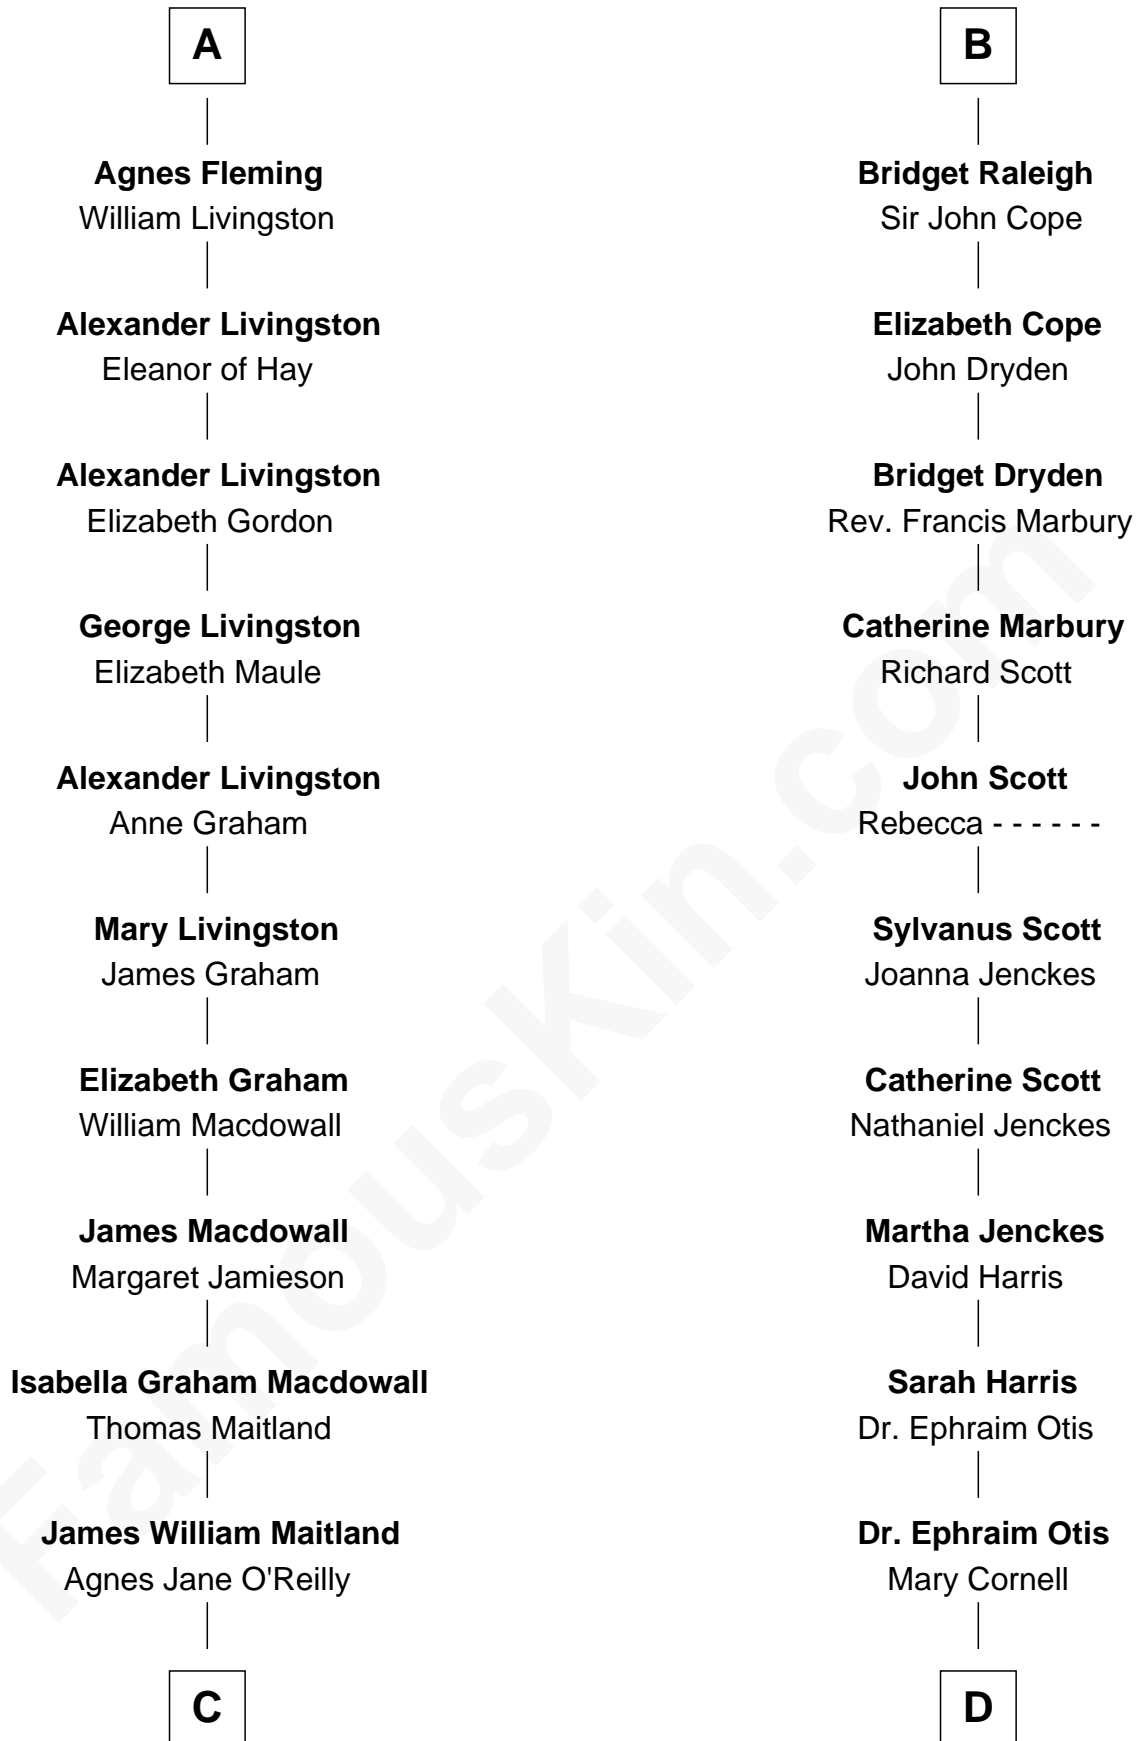 A
Agnes Fleming
William Livingston
Alexander Livingston
Eleanor of Hay
Alexander Livingston
Elizabeth Gordon
George Livingston
Elizabeth Maule
Alexander Livingston
Anne Graham
Mary Livingston
James Graham
Elizabeth Graham
William Macdowall
James Macdowall
Margaret Jamieson
Isabella Graham Macdowall
Thomas Maitland
James William Maitland
Agnes Jane O'Reilly
C
B
Bridget Raleigh
Sir John Cope
Elizabeth Cope
John Dryden
Bridget Dryden
Rev. Francis Marbury
Catherine Marbury
Richard Scott
John Scott
Rebecca - - - - - -
Sylvanus Scott
Joanna Jenckes
Catherine Scott
Nathaniel Jenckes
Martha Jenckes
David Harris
Sarah Harris
Dr. Ephraim Otis
Dr. Ephraim Otis
Mary Cornell
D
FamousKin.com